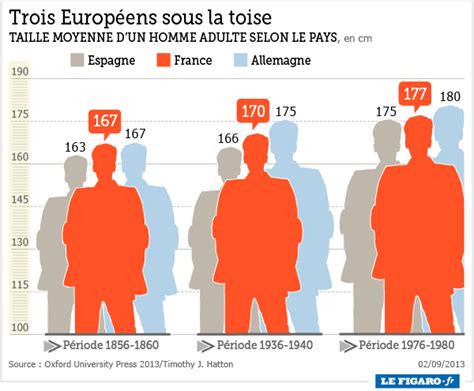 Trois Européens sous la toise
TAILLE MOYENNE D'UN HOMME ADULTE SELON LE PAYS, en cm
Espagne France Allemagne
190
175
160
145
130
115
100
163 167 167
166 170 175
175 177 180
Période 1856-1860 Période 1936-1940 Période 1976-1980
Source : Oxford University Press 2013/Timothy J. Hatton 02/09/2013
LE FIGARO·fr